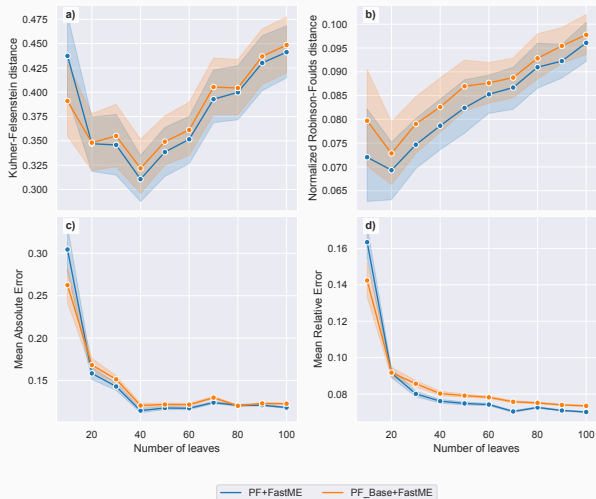 a)
Kuhner-Felsenstein distance
0.475
0.450
0.425
0.400
0.375
0.350
0.325
0.300
b)
Normalized Robinson-Foulds distance
0.100
0.095
0.090
0.085
0.080
0.075
0.070
0.065
c)
Mean Absolute Error
0.30
0.25
0.20
0.15
20 40 60 80 100
Number of leaves
d)
Mean Relative Error
0.16
0.14
0.12
0.10
0.08
20 40 60 80 100
Number of leaves
PF+FastME PF_Base+FastME